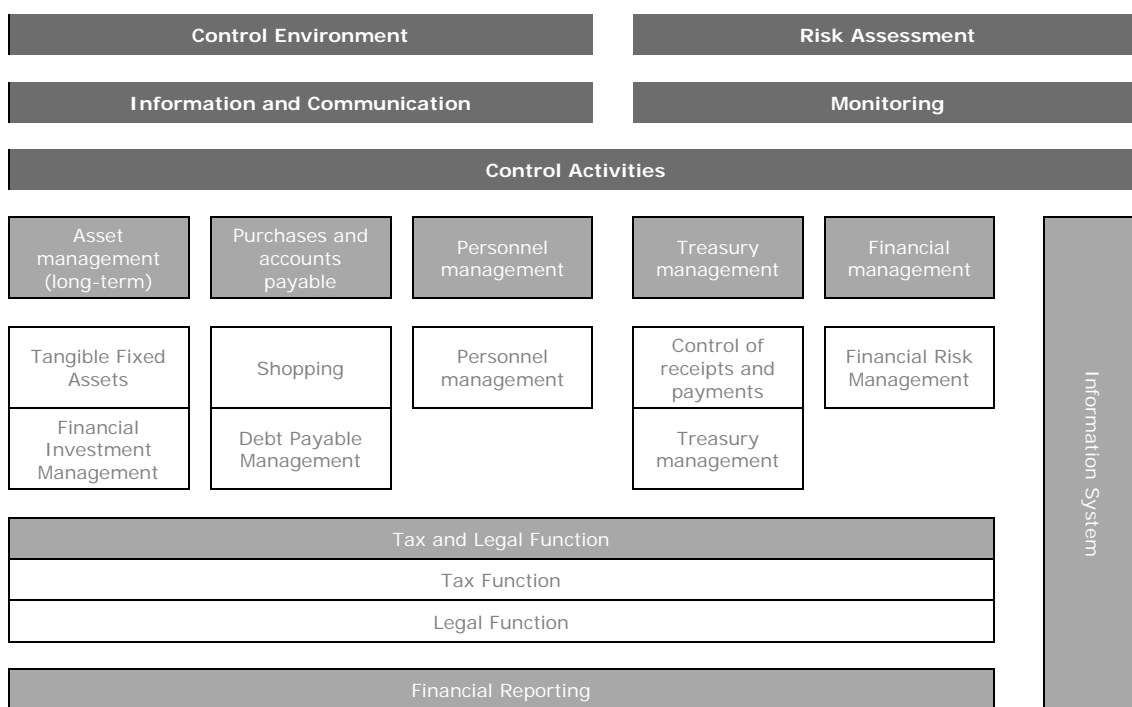 Control Environment
Risk Assessment
Information and Communication
Monitoring
Control Activities
Asset
management
(long-term)
Purchases and
accounts
payable
Personnel
management
Treasury
management
Financial
management
Tangible Fixed
Assets
Shopping
Personnel
management
Control of
receipts and
payments
Financial Risk
Management
Financial
Investment
Management
Debt Payable
Management
Treasury
management
Information System
Tax and Legal Function
Tax Function
Legal Function
Financial Reporting